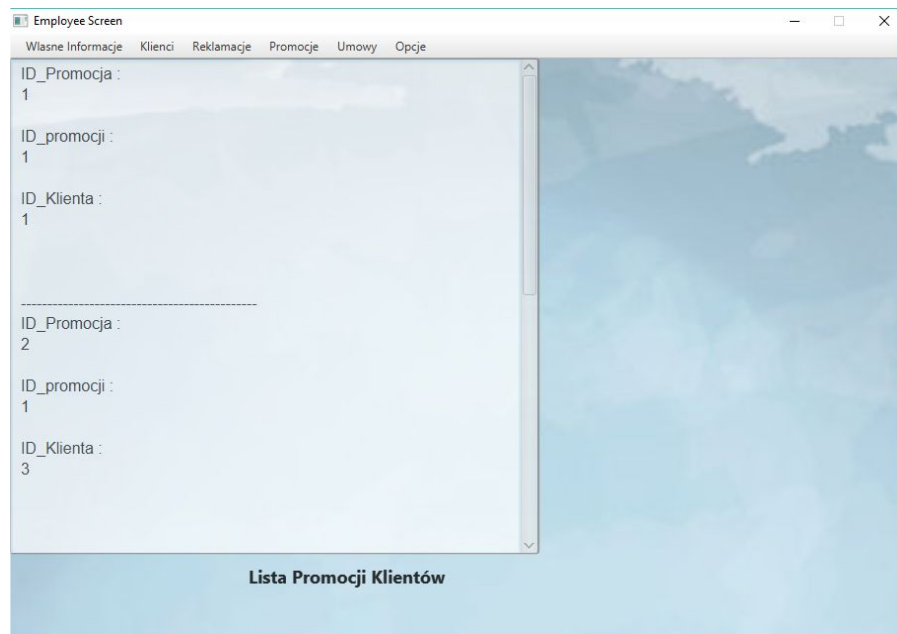 Employee Screen
Wlasne Informacje Klienci Reklamacje Promocje Umowy Opcje
ID_Promocja :
1
ID_promocji :
1
ID_Klienta :
1
---------------------------------------------
ID_Promocja :
2
ID_promocji :
1
ID_Klienta :
3
Lista Promocji Klientów